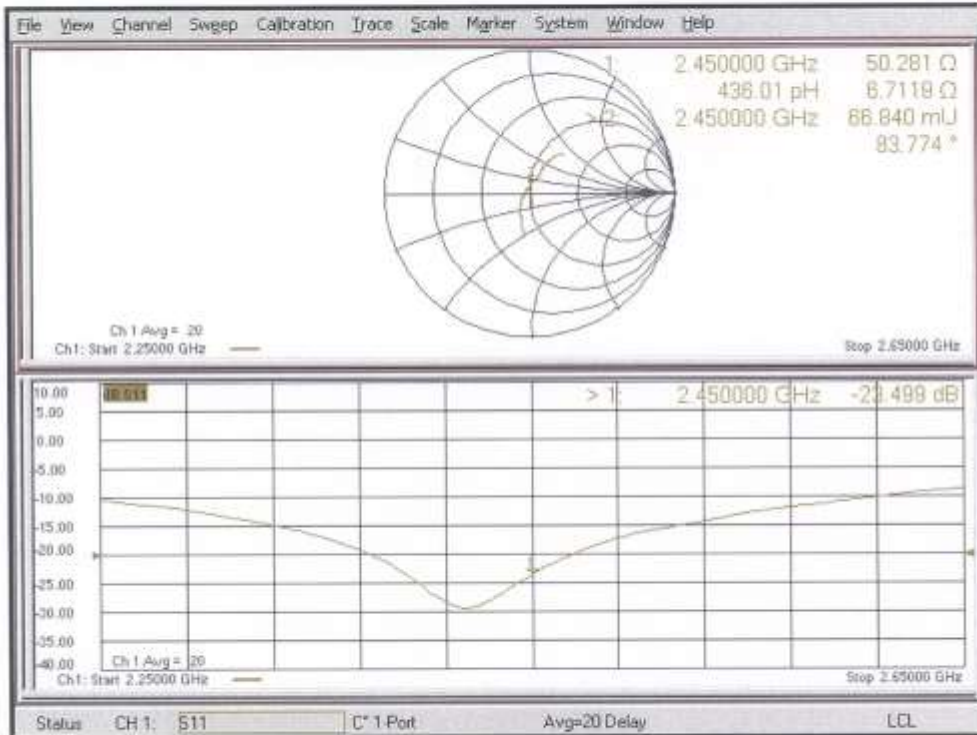 File View Channel Sweep Calibration Trace Scale Marker System Window Help
1: 2.450000 GHz 50.281 Ω
436.01 pH 6.7119 Ω
> 2: 2.450000 GHz 66.840 mU
83.774 °
Ch 1 Avg = 20
Ch1: Start 2.25000 GHz Stop 2.65000 GHz
10.00 > 1: 2.450000 GHz -23.499 dB
5.00
0.00
-5.00
-10.00
-15.00
-20.00
-25.00
-30.00
-35.00
-40.00
Ch 1 Avg = 20
Ch1: Start 2.25000 GHz Stop 2.65000 GHz
Status CH 1: S11 C* 1-Port Avg=20 Delay LCL